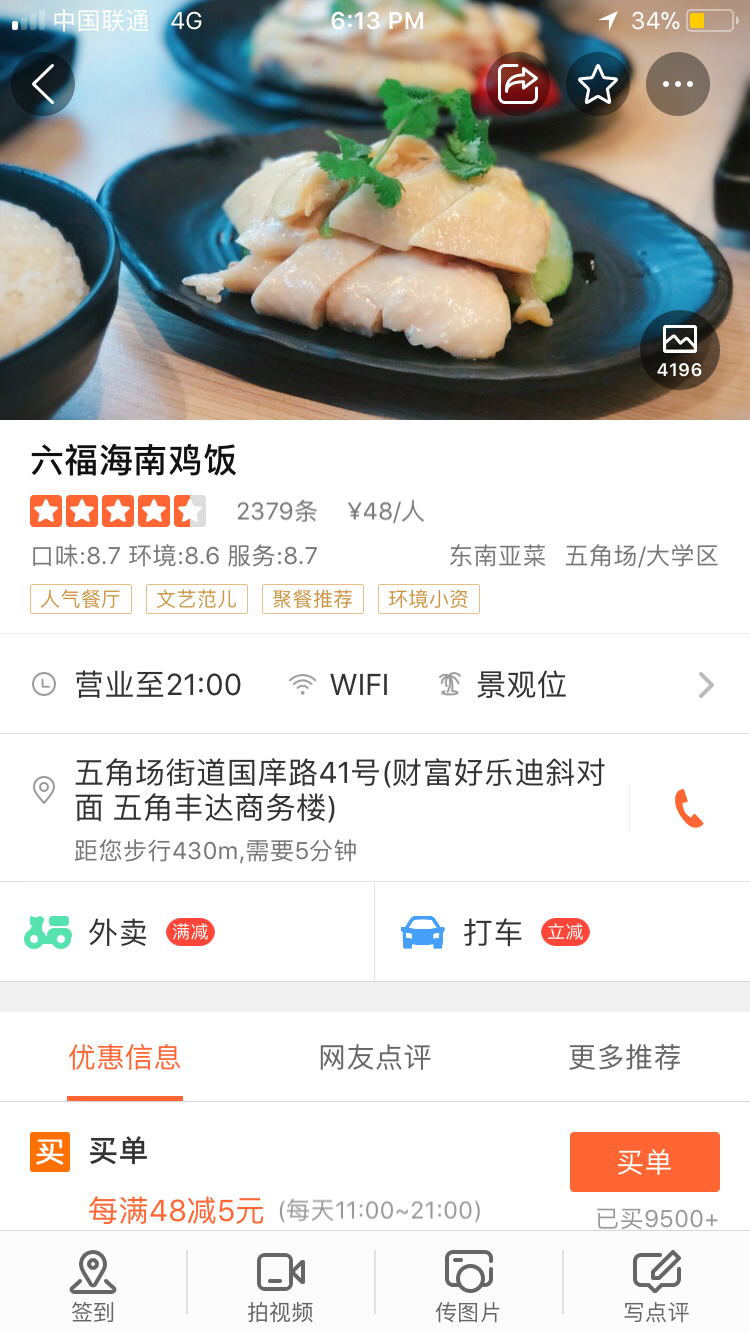 中国联通 4G 6:13 PM 34%
4196
六福海南鸡饭
2379条 ¥48/人
口味:8.7 环境:8.6 服务:8.7 东南亚菜 五角场/大学区
人气餐厅 文艺范儿 聚餐推荐 环境小资
营业至21:00 WIFI 景观位
五角场街道国庠路41号(财富好乐迪斜对
面 五角丰达商务楼)
距您步行430m,需要5分钟
外卖 满减 打车 立减
优惠信息 网友点评 更多推荐
买 买单 买单
每满48减5元 (每天11:00~21:00) 已买9500+
签到 拍视频 传图片 写点评